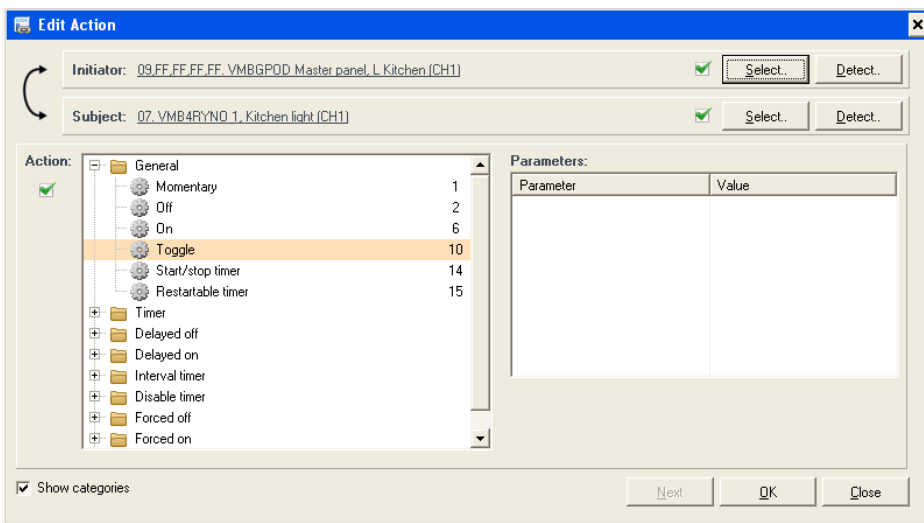 Edit Action
Initiator: 09,FF,FF,FF,FF. VMBGPOD Master panel, L Kitchen (CH1) Select.. Detect..
Subject: 07. VMB4RYNO 1, Kitchen light (CH1) Select.. Detect..
Action:
General
Momentary 1
Off 2
On 6
Toggle 10
Start/stop timer 14
Restartable timer 15
Timer
Delayed off
Delayed on
Interval timer
Disable timer
Forced off
Forced on
Parameters:
Parameter Value
Show categories
Next OK Close